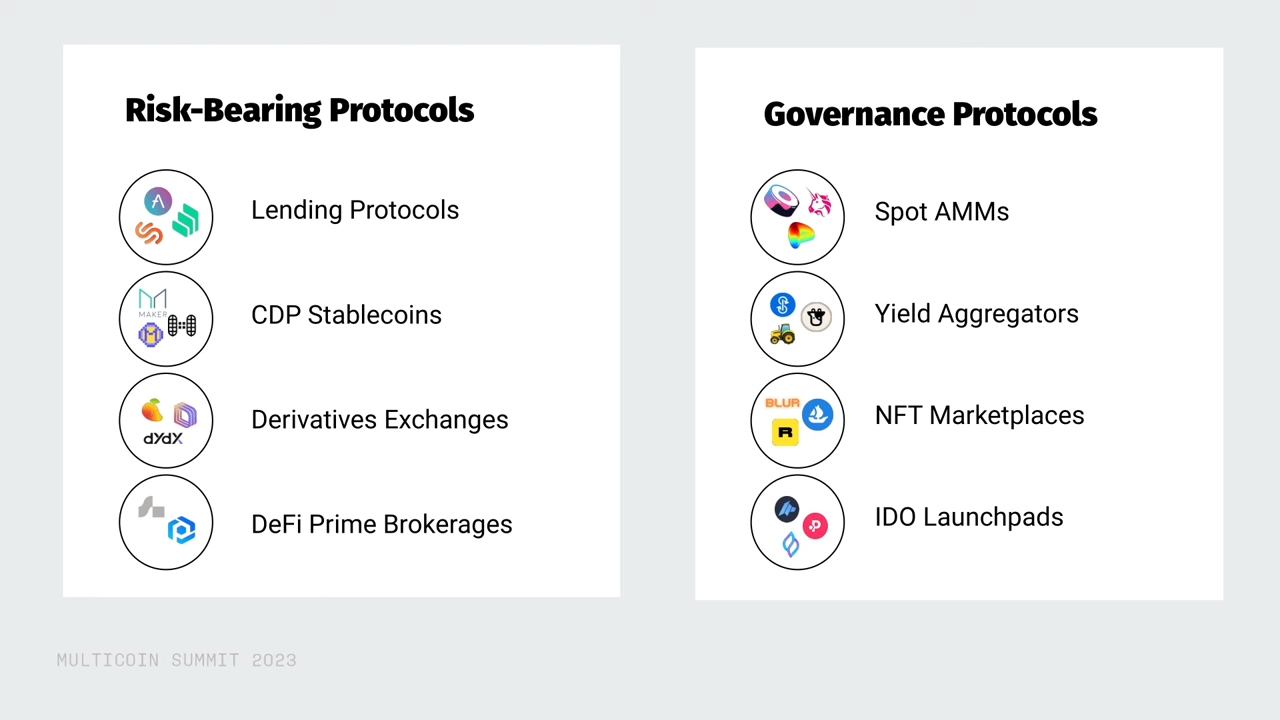 Risk-Bearing Protocols
Lending Protocols
MAKER
CDP Stablecoins
dYdX
Derivatives Exchanges
DeFi Prime Brokerages
Governance Protocols
Spot AMMs
Yield Aggregators
BLUR
R
NFT Marketplaces
IDO Launchpads
MULTICOIN SUMMIT 2023